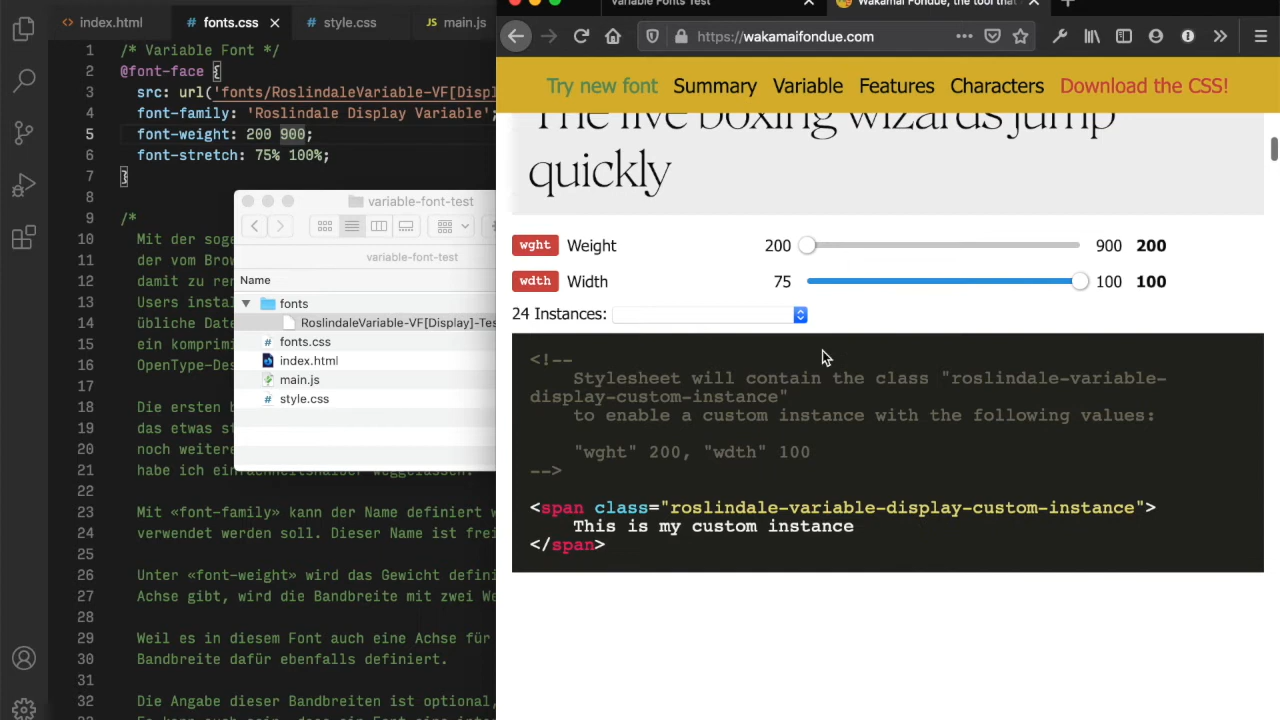 index.html
fonts.css
style.css
main.js
1 /* Variable Font */
2 @font-face {
3 src: url('fonts/RoslindaleVariable-VF[Displ
4 font-family: 'Roslindale Display Variable';
5 font-weight: 200 900;
6 font-stretch: 75% 100%;
7 }
8
9 /*
10 Mit der soge
11 der vom Brow
12 damit zu ren
13 Users instal
14 übliche Date
15 ein komprimi
16 OpenType-Des
17
18 Die ersten b
19 das etwas st
20 noch weitere
21 habe ich einfachheitshalber weggelassen.
22
23 Mit «font-family» kann der Name definiert w
24 verwendet werden soll. Dieser Name ist frei
25
26 Unter «font-weight» wird das Gewicht defini
27 Achse gibt, wird die Bandbreite mit zwei We
28
29 Weil es in diesem Font auch eine Achse für
30 Bandbreite dafür ebenfalls definiert.
31
32 Die Angabe dieser Bandbreiten ist optional,
variable-font-test
variable-font-test
Name
fonts
RoslindaleVariable-VF[Display]-Tes
fonts.css
index.html
main.js
style.css
Variable Fonts Test
Wakamai Fondue, the tool that
https://wakamaifondue.com
Try new font Summary Variable Features Characters Download the CSS!
The five boxing wizards jump
quickly
wght Weight 200 900 200
wdth Width 75 100 100
24 Instances:
<!--
Stylesheet will contain the class "roslindale-variable-
display-custom-instance"
to enable a custom instance with the following values:
"wght" 200, "wdth" 100
-->
<span class="roslindale-variable-display-custom-instance">
This is my custom instance
</span>